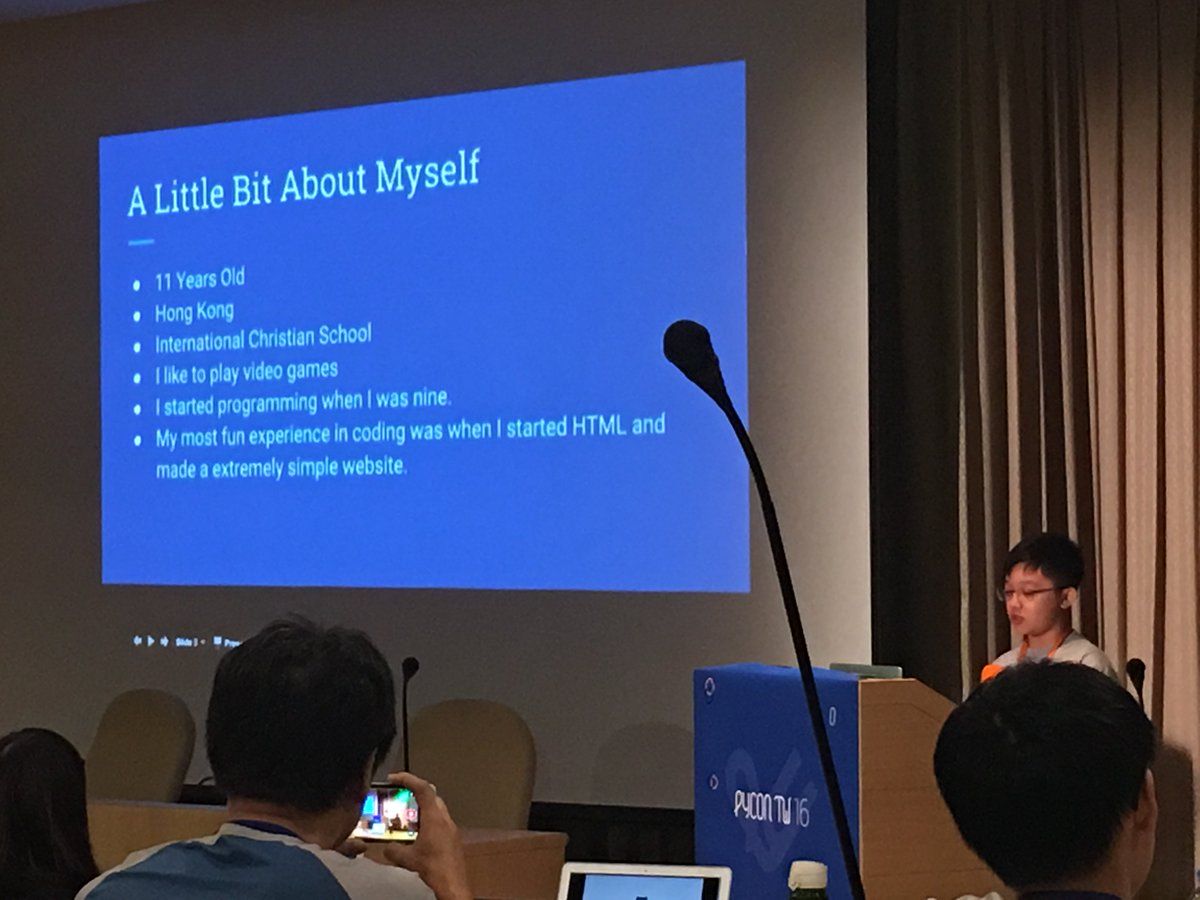 A Little Bit About Myself
● 11 Years Old
● Hong Kong
● International Christian School
● I like to play video games
● I started programming when I was nine.
● My most fun experience in coding was when I started HTML and
made a extremely simple website.
Slide
PYCON TW 16